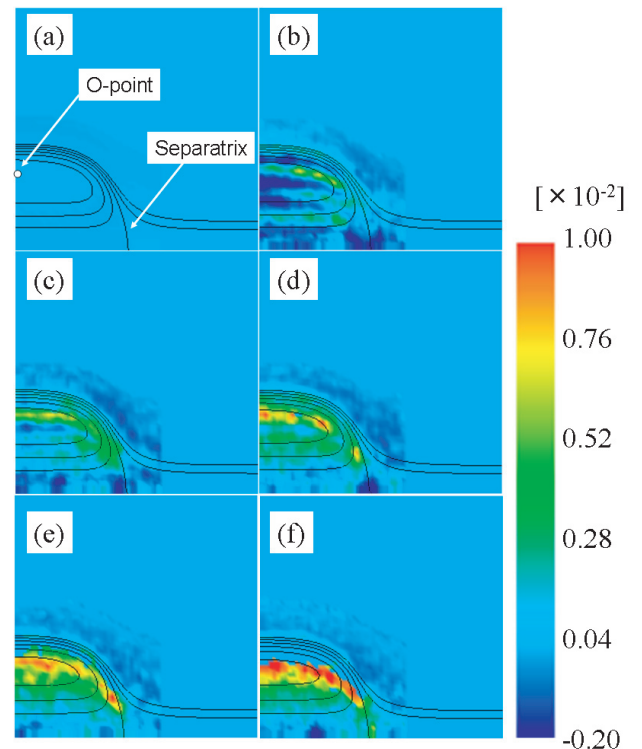 (a)
(b)
O-point
Separatrix
[×10⁻²]
1.00
(c)
(d)
0.76
0.52
0.28
(e)
(f)
0.04
-0.20